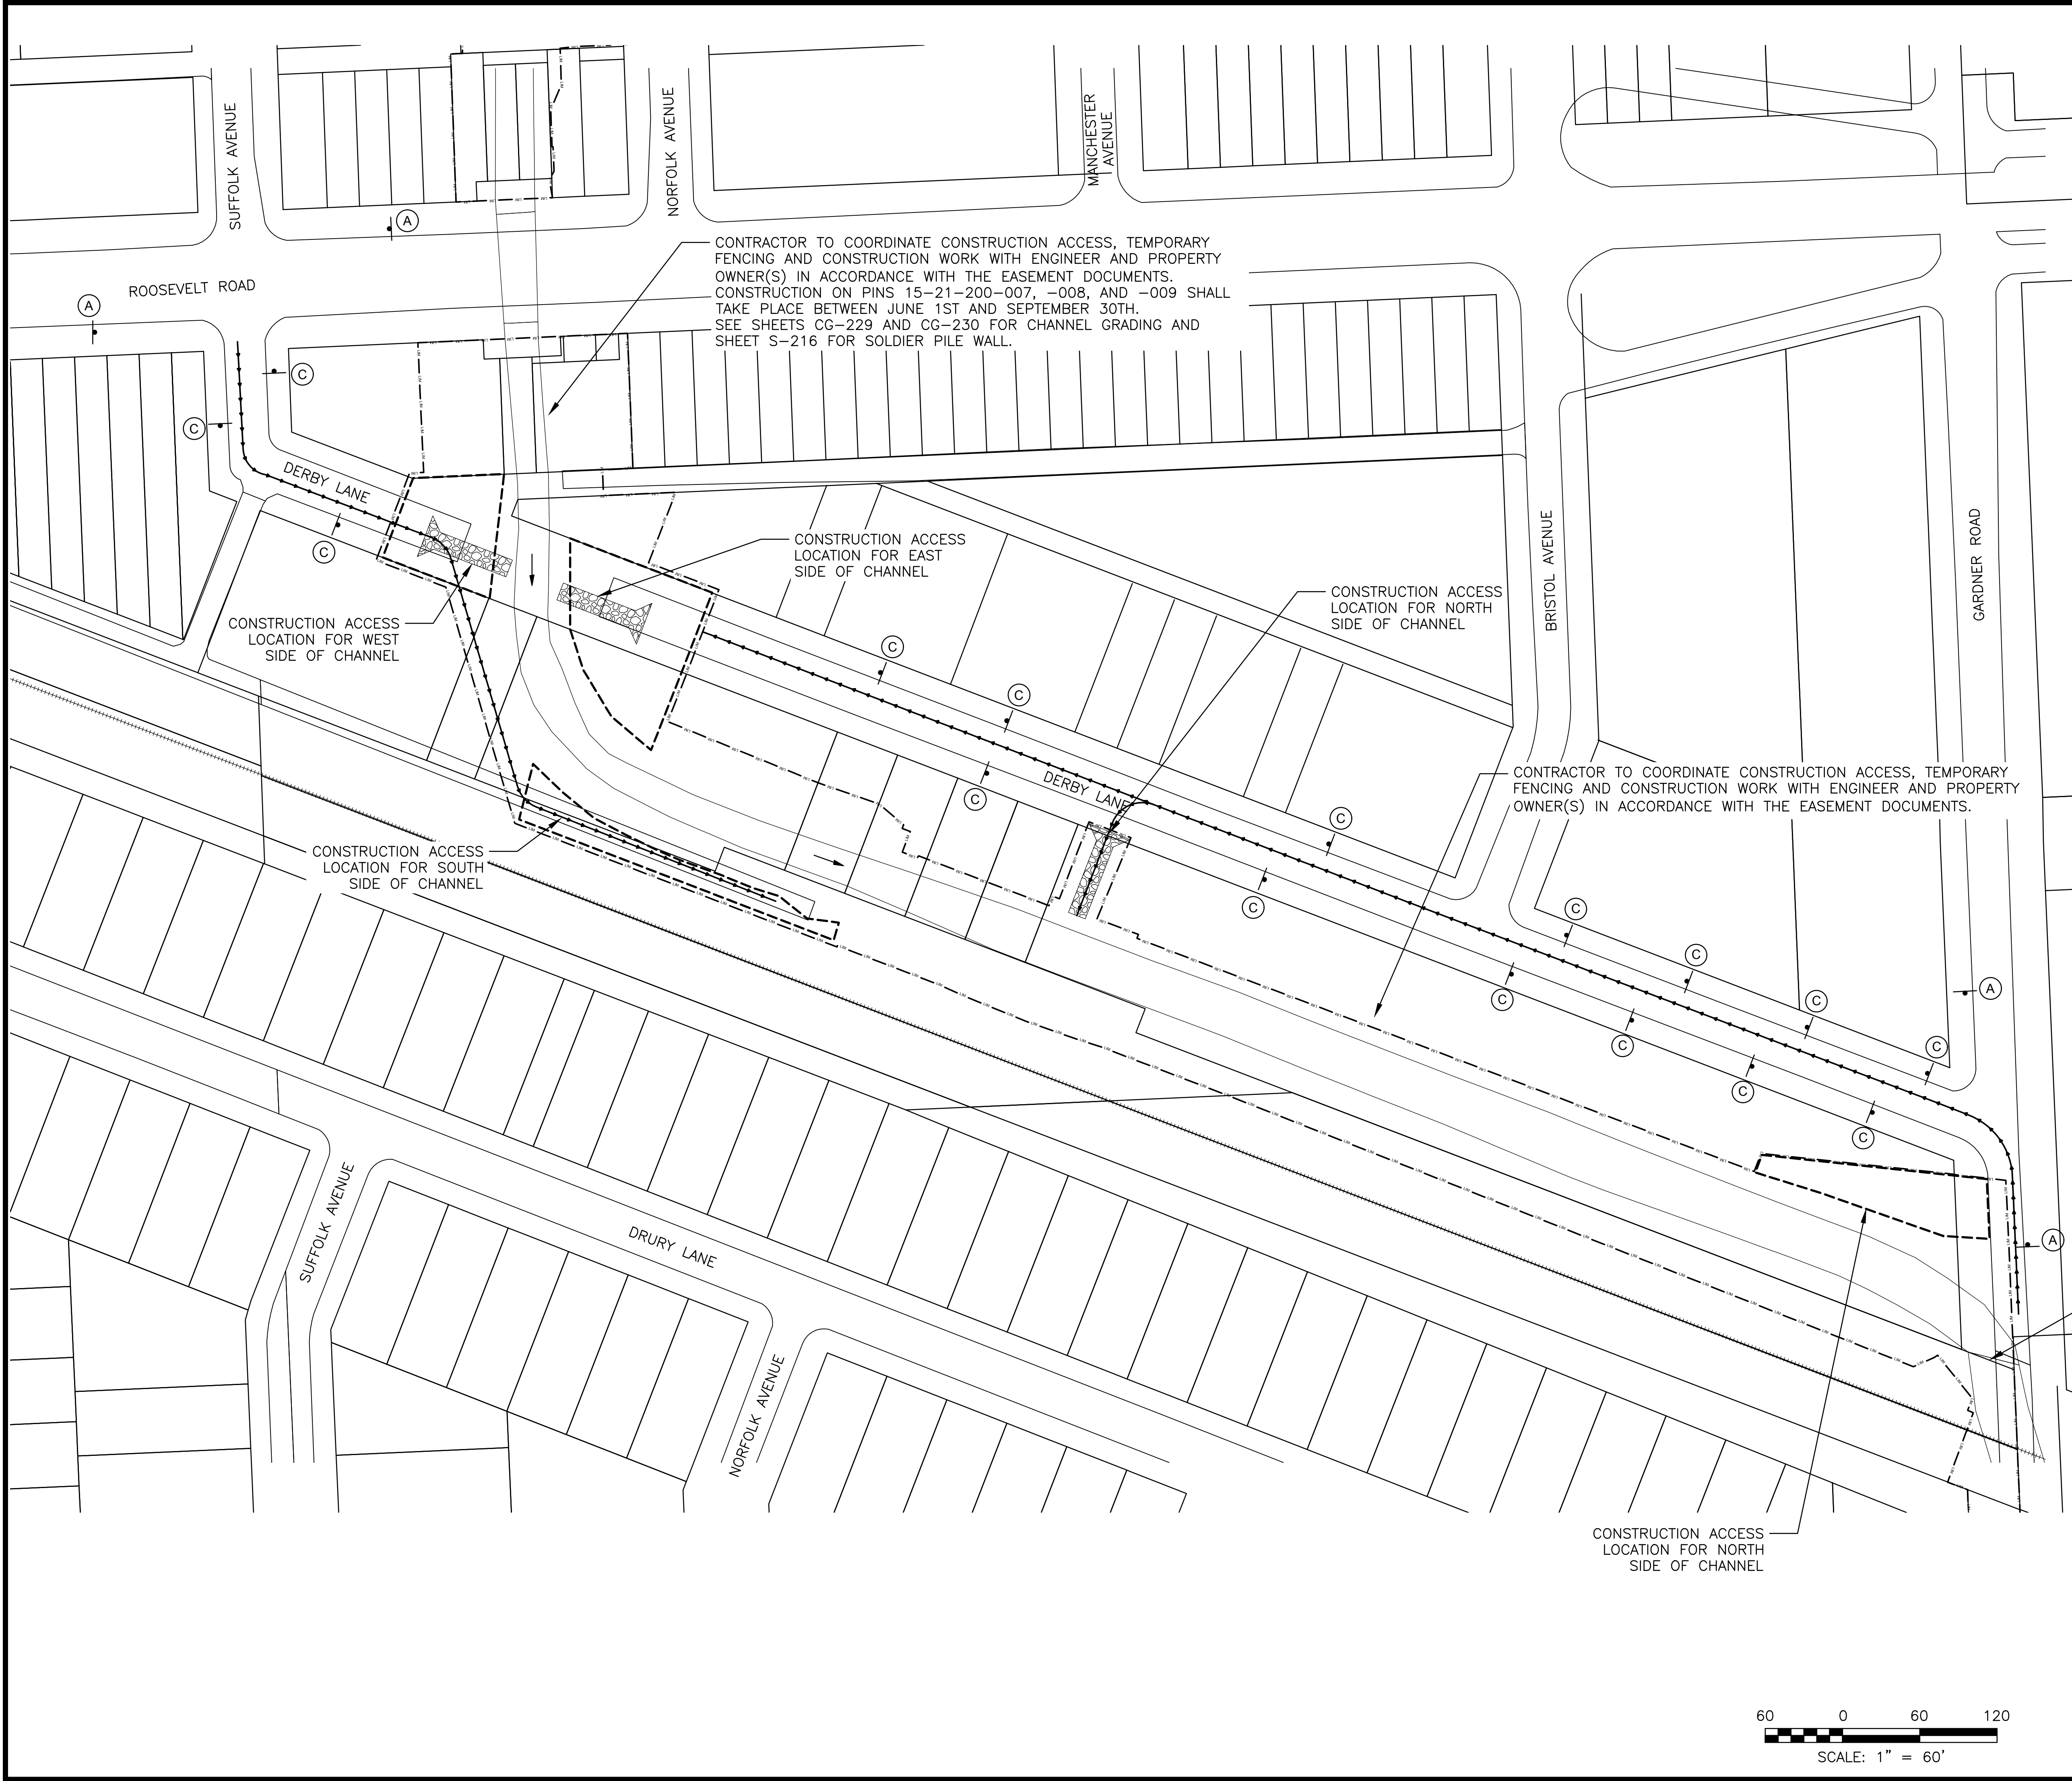 SUFFOLK AVENUE
NORFOLK AVENUE
MANCHESTER
AVENUE
A
CONTRACTOR TO COORDINATE CONSTRUCTION ACCESS, TEMPORARY
FENCING AND CONSTRUCTION WORK WITH ENGINEER AND PROPERTY
OWNER(S) IN ACCORDANCE WITH THE EASEMENT DOCUMENTS.
CONSTRUCTION ON PINS 15-21-200-007, -008, AND -009 SHALL
TAKE PLACE BETWEEN JUNE 1ST AND SEPTEMBER 30TH.
SEE SHEETS CG-229 AND CG-230 FOR CHANNEL GRADING AND
SHEET S-216 FOR SOLDIER PILE WALL.
ROOSEVELT ROAD
A
C
C
DERBY LANE
C
CONSTRUCTION ACCESS
LOCATION FOR EAST
SIDE OF CHANNEL
BRISTOL AVENUE
GARDNER ROAD
CONSTRUCTION ACCESS
LOCATION FOR NORTH
SIDE OF CHANNEL
CONSTRUCTION ACCESS
LOCATION FOR WEST
SIDE OF CHANNEL
C
C
DERBY LANE
C
CONTRACTOR TO COORDINATE CONSTRUCTION ACCESS, TEMPORARY
FENCING AND CONSTRUCTION WORK WITH ENGINEER AND PROPERTY
OWNER(S) IN ACCORDANCE WITH THE EASEMENT DOCUMENTS.
C
CONSTRUCTION ACCESS
LOCATION FOR SOUTH
SIDE OF CHANNEL
C
C
C
C
A
C
C
C
C
C
SUFFOLK AVENUE
DRURY LANE
A
NORFOLK AVENUE
CONSTRUCTION ACCESS
LOCATION FOR NORTH
SIDE OF CHANNEL
60 0 60 120
SCALE: 1" = 60'